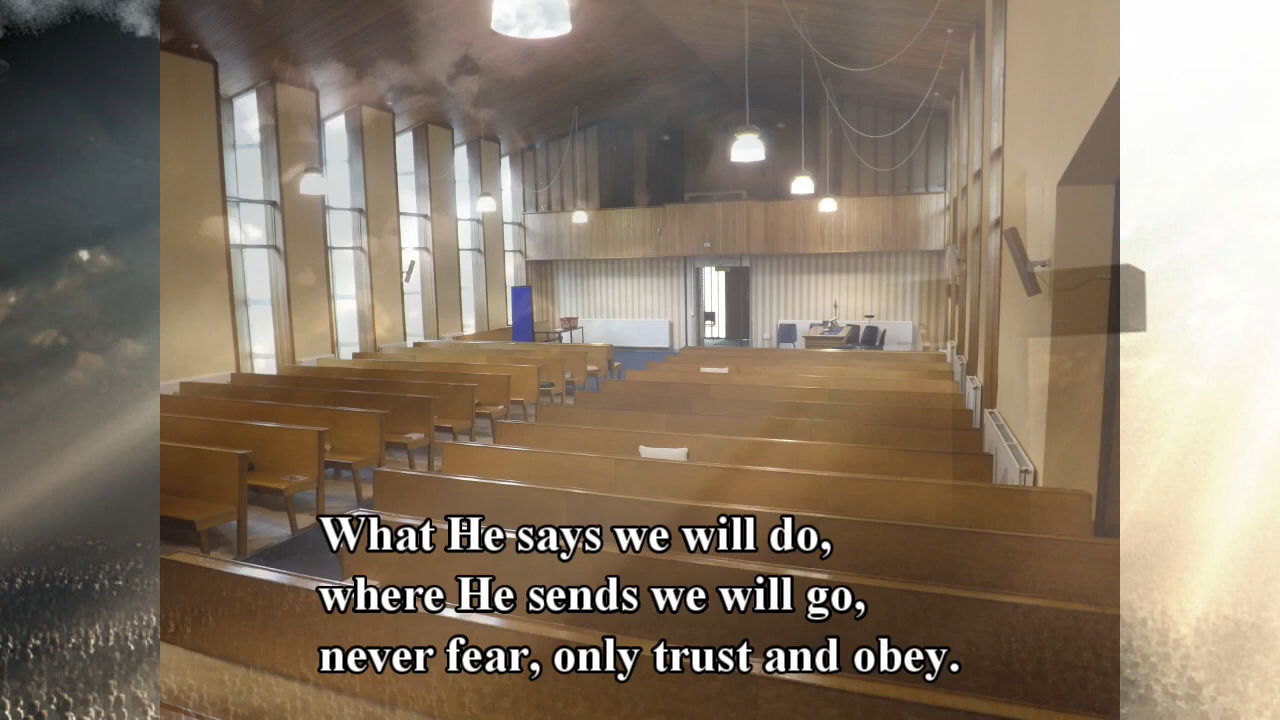 What He says we will do,
where He sends we will go,
never fear, only trust and obey.